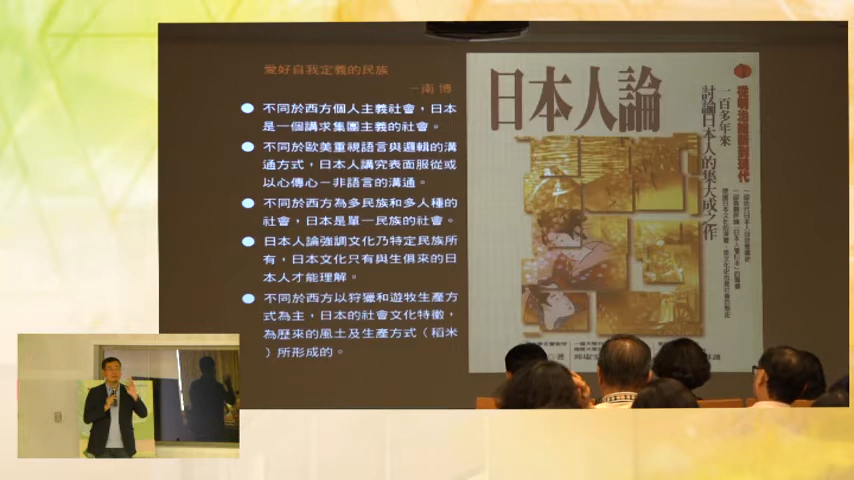 愛好自我定義的民族
－南 博
不同於西方個人主義社會，日本
是一個講求集團主義的社會。
不同於歐美重視語言與邏輯的溝
通方式，日本人講究表面服從或
以心傳心－非語言的溝通。
不同於西方為多民族和多人種的
社會，日本是單一民族的社會。
日本人論強調文化乃特定民族所
有，日本文化只有與生俱來的日
本人才能理解。
不同於西方以狩獵和遊牧生產方
式為主，日本的社會文化特徵，
為歷來的風土及生產方式（稻米
）所形成的。
日本人論
從明治維新到現代
一百多年來
討論日本人的集大成之作